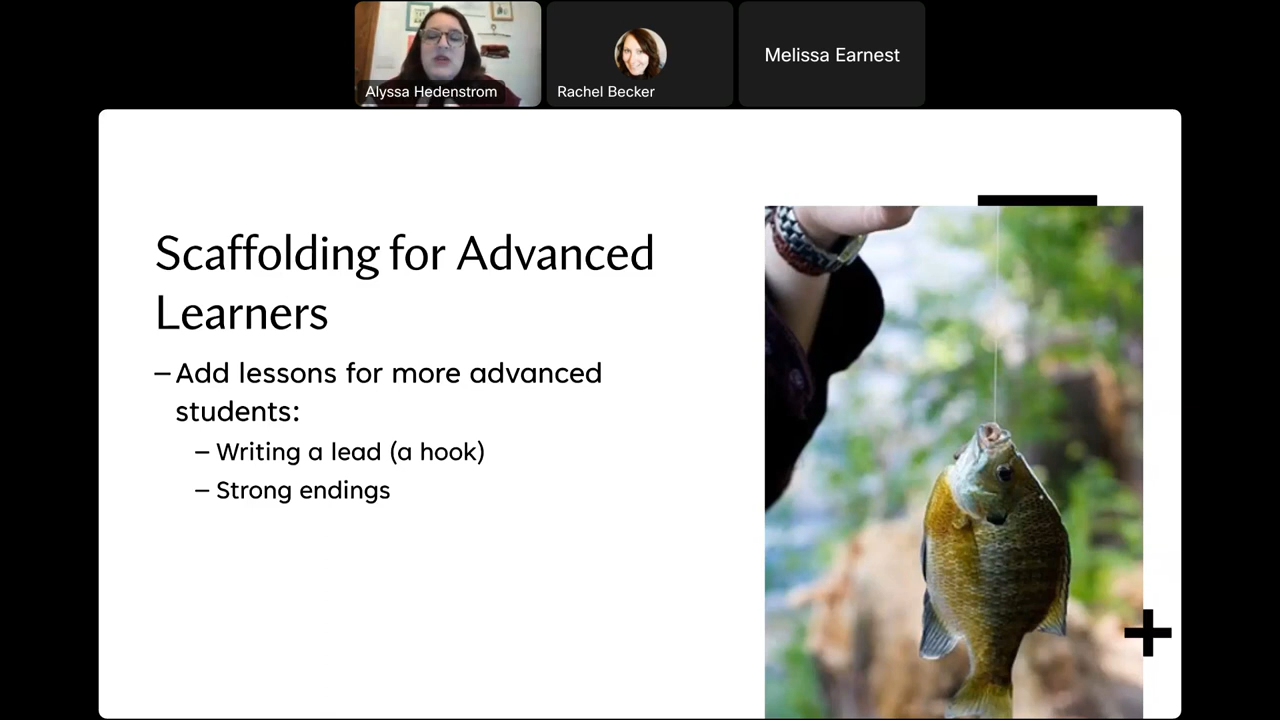 Alyssa Hedenstrom
Rachel Becker
Melissa Earnest
Scaffolding for Advanced
Learners
– Add lessons for more advanced
students:
– Writing a lead (a hook)
– Strong endings